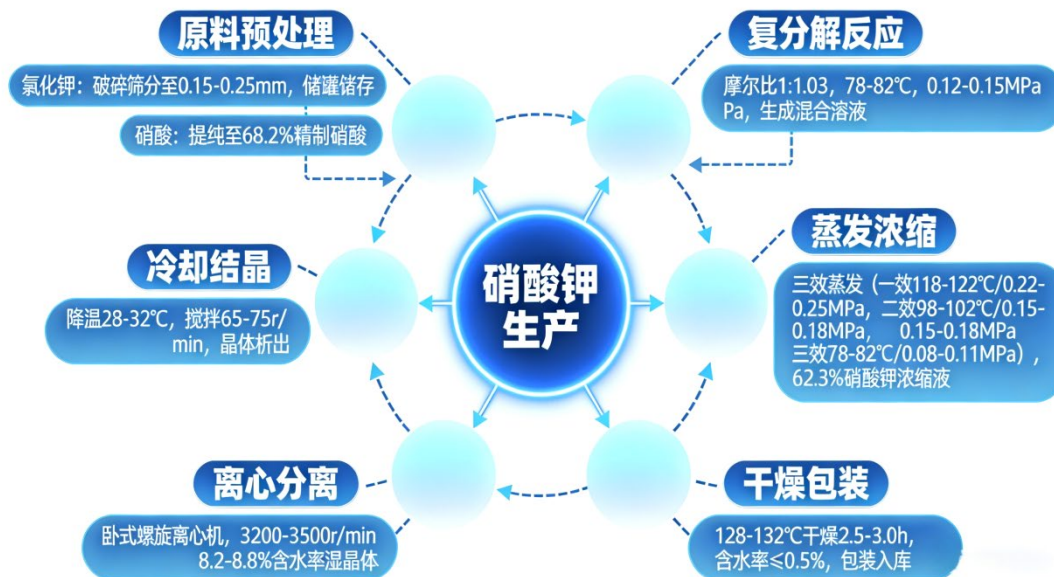 原料预处理
氯化钾：破碎筛分至0.15-0.25mm，储罐储存
硝酸：提纯至68.2%精制硝酸
复分解反应
摩尔比1:1.03，78-82℃，0.12-0.15MPa
Pa，生成混合溶液
硝酸钾
生产
冷却结晶
降温28-32℃，搅拌65-75r/
min，晶体析出
蒸发浓缩
三效蒸发（一效118-122℃/0.22-
0.25MPa，二效98-102℃/0.15-
0.18MPa， 0.15-0.18MPa
三效78-82℃/0.08-0.11MPa），
62.3%硝酸钾浓缩液
离心分离
卧式螺旋离心机，3200-3500r/min
8.2-8.8%含水率湿晶体
干燥包装
128-132℃干燥2.5-3.0h，
含水率≤0.5%，包装入库